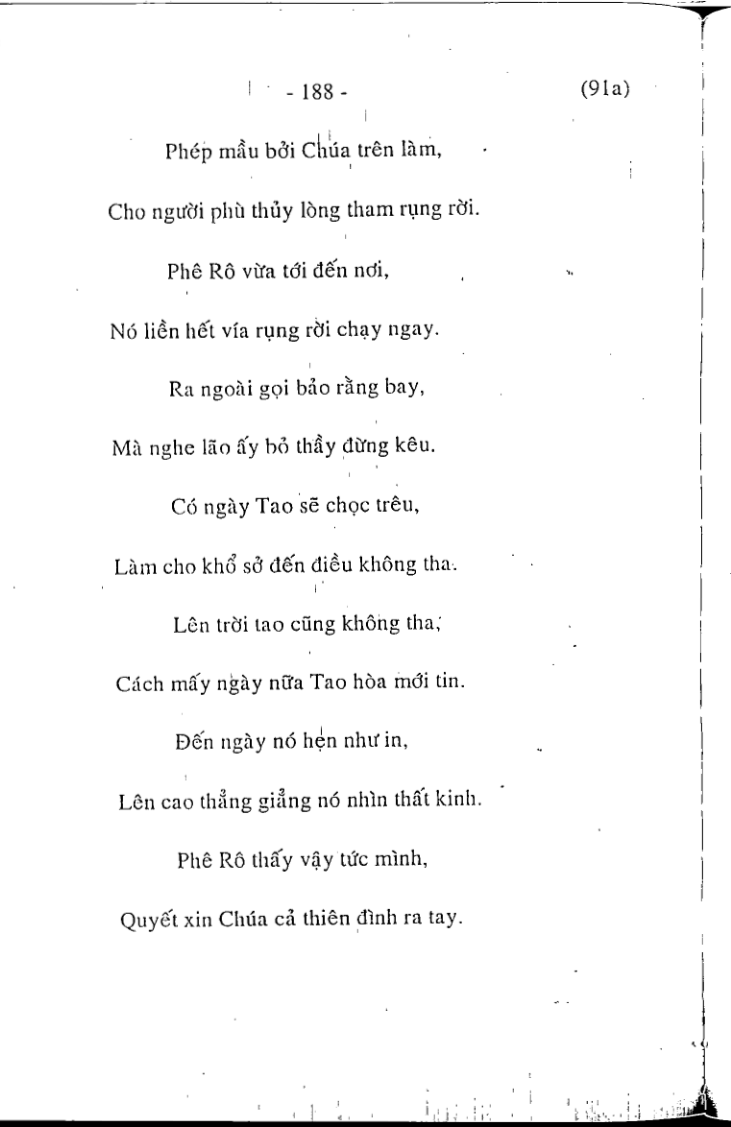 - 188 - (91a)
Phép mầu bởi Chúa trên làm,
Cho người phù thủy lòng tham rụng rời.
Phê Rô vừa tới đến nơi,
Nó liền hết vía rụng rời chạy ngay.
Ra ngoài gọi bảo rằng bay,
Mà nghe lão ấy bỏ thầy đừng kêu.
Có ngày Tao sẽ chọc trêu,
Làm cho khổ sở đến điều không tha.
Lên trời tao cũng không tha,
Cách mấy ngày nữa Tao hòa mới tin.
Đến ngày nó hẹn như in,
Lên cao thẳng giẳng nó nhìn thất kinh.
Phê Rô thấy vậy tức mình,
Quyết xin Chúa cả thiên đình ra tay.